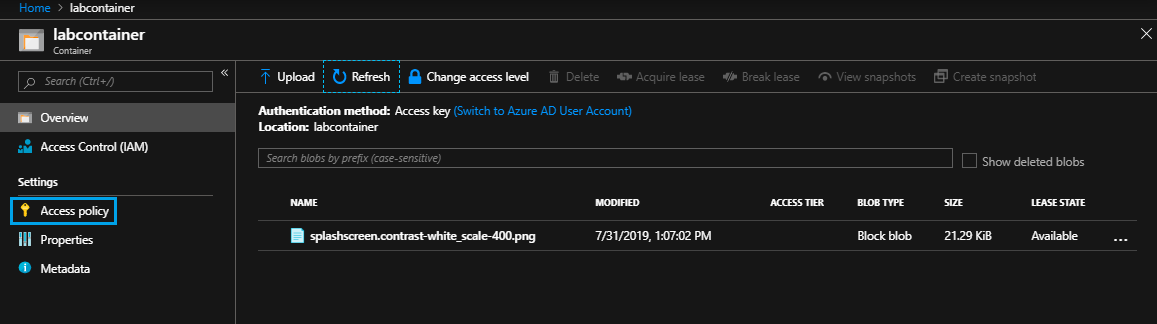 Home > labcontainer
labcontainer
Container
Search (Ctrl+/)
Overview
Access Control (IAM)
Settings
Access policy
Properties
Metadata
Upload Refresh Change access level Delete Acquire lease Break lease View snapshots Create snapshot
Authentication method: Access key (Switch to Azure AD User Account)
Location: labcontainer
Search blobs by prefix (case-sensitive) Show deleted blobs
NAME MODIFIED ACCESS TIER BLOB TYPE SIZE LEASE STATE
splashscreen.contrast-white_scale-400.png 7/31/2019, 1:07:02 PM Block blob 21.29 KiB Available ...